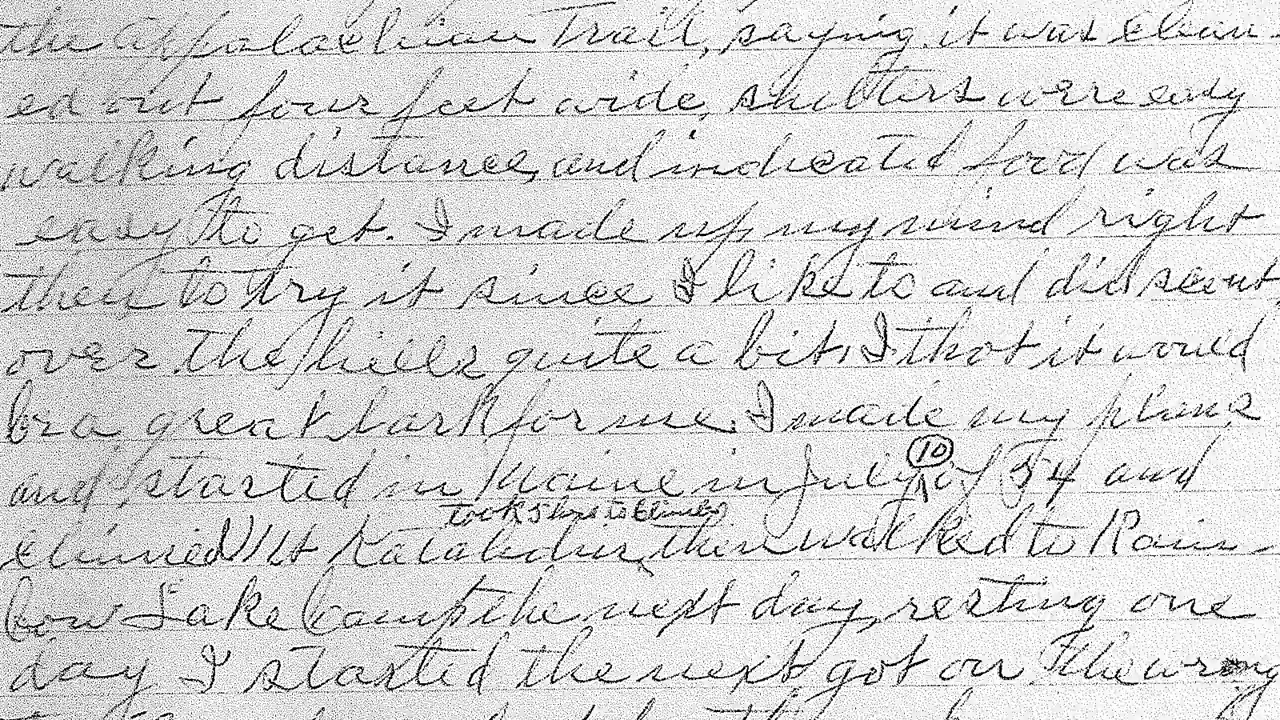 the Appalachian Trail, saying it was clean-
ed out four feet wide, shelters were easy
walking distance, and indicated food was
easy to get. I made up my mind right
then to try it since I like to and did scout
over the hills quite a bit, I thot it would
be a great lark for me. I made my plans
10
and started in Maine in July of 54 and
took 5 hrs to climb
climed Mt Katahdin, then walked to Rain-
bow Lake Camp the next day, resting one
day I started the next got on the wrong